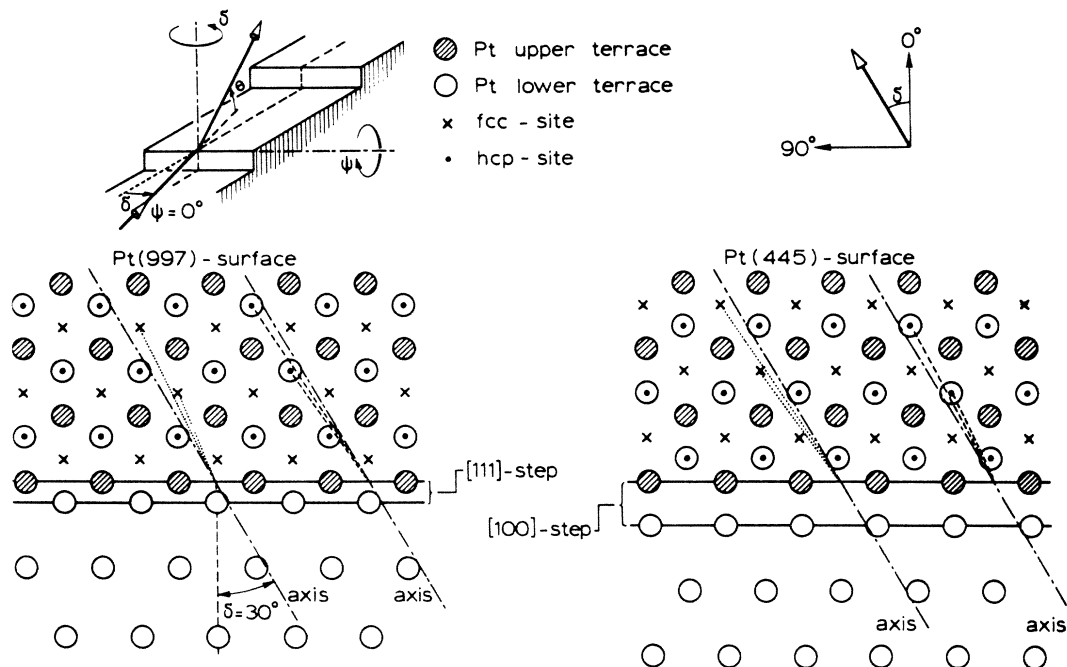 δ
θ
δ
ψ=0°
ψ
Pt upper terrace
Pt lower terrace
× fcc - site
• hcp - site
0°
δ
90°
Pt(997) - surface
Pt(445) - surface
[111]-step
[100]-step
δ=30°
axis
axis
axis
axis